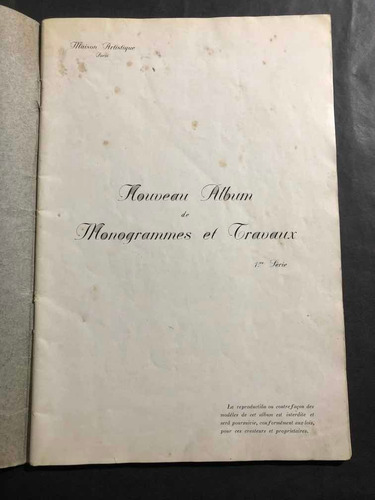 Maison Artistique
Paris
Nouveau Album
de
Monogrammes et Travaux
1re Série
La reproduction ou contrefaçon des
modèles de cet album est interdite et
sera poursuivie, conformément aux lois,
pour ses créateurs et propriétaires.